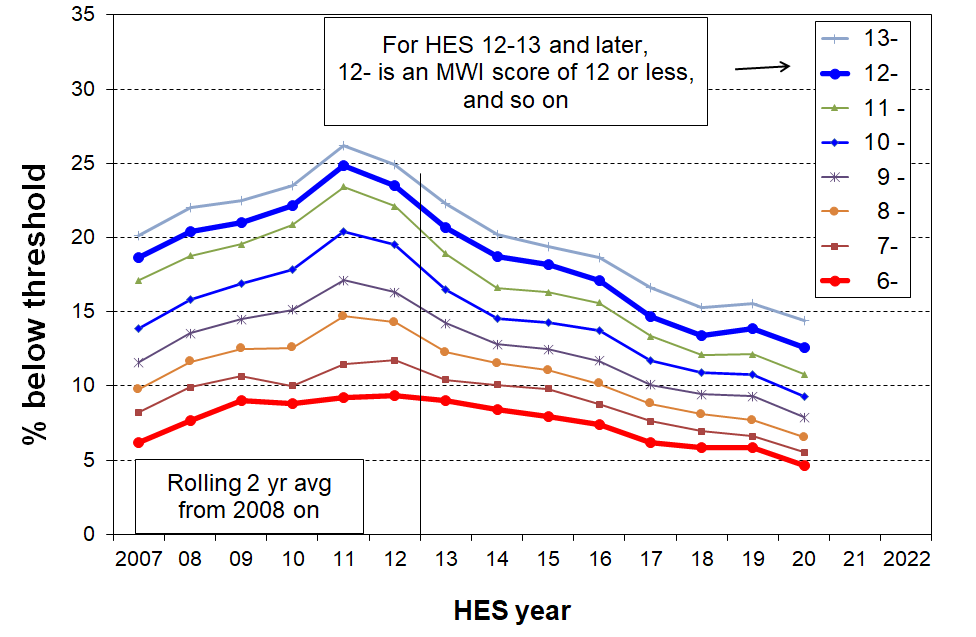 35
30
25
20
15
10
5
0
% below threshold
For HES 12-13 and later,
12- is an MWI score of 12 or less,
and so on
13-
12-
11 -
10 -
9 -
8 -
7-
6-
Rolling 2 yr avg
from 2008 on
2007 08 09 10 11 12 13 14 15 16 17 18 19 20 21 2022
HES year